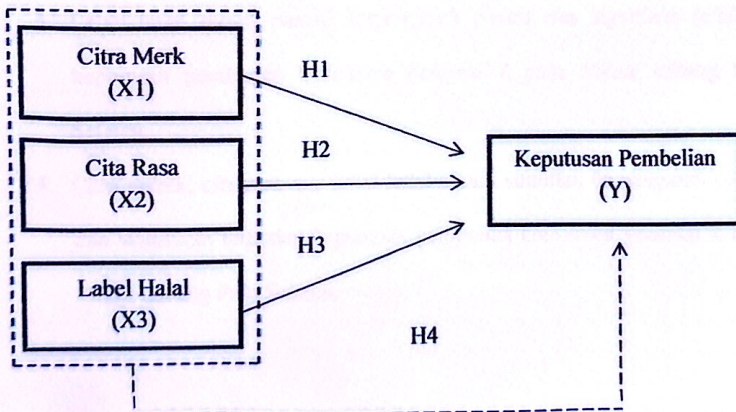 Citra Merk
(X1)
H1
H2
Cita Rasa
(X2)
Keputusan Pembelian
(Y)
H3
Label Halal
(X3)
H4